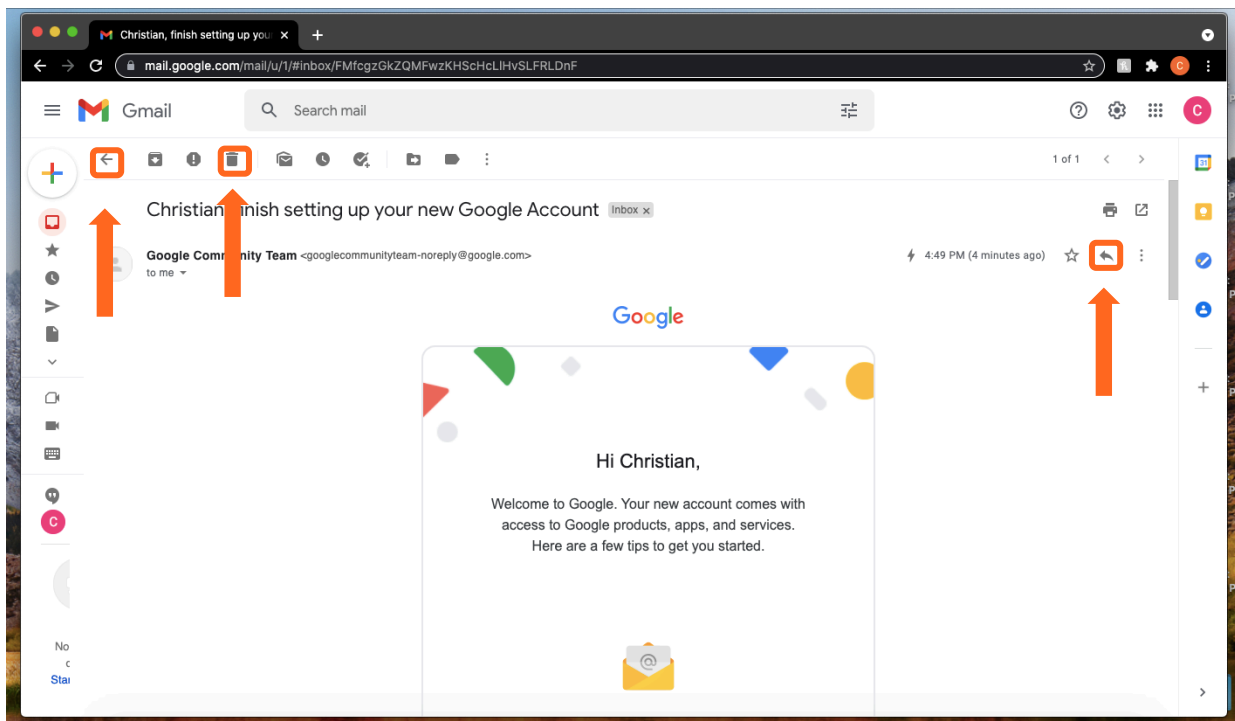 Christian, finish setting up your
mail.google.com/mail/u/1/#inbox/FMfcgzGkZQMFwzKHScHcLIHvSLFRLDnF
C
Gmail
Search mail
C
1 of 1
31
Christian, finish setting up your new Google Account Inbox x
Google Community Team <googlecommunityteam-noreply@google.com>
4:49 PM (4 minutes ago)
to me
Google
Hi Christian,
Welcome to Google. Your new account comes with
access to Google products, apps, and services.
Here are a few tips to get you started.
C
No
@